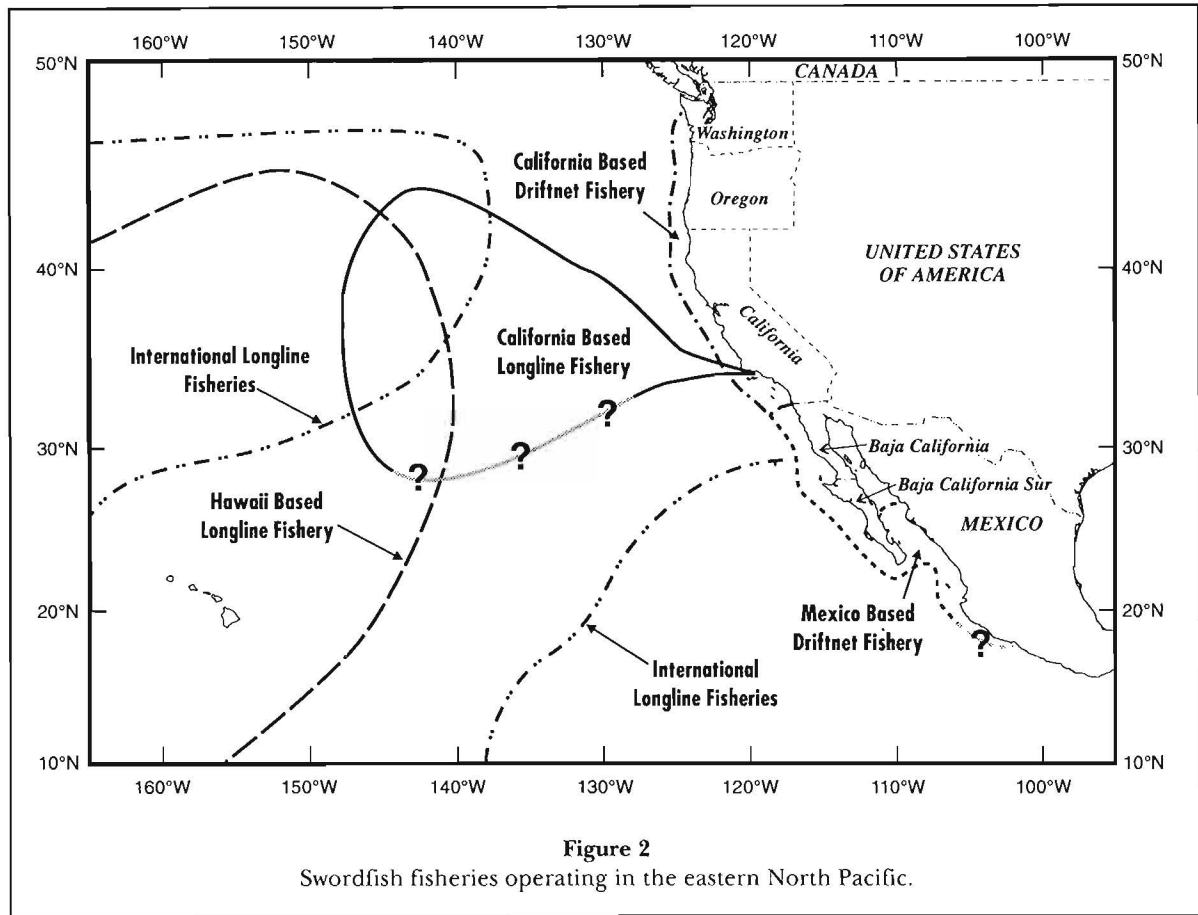 160°W 150°W 140°W 130°W 120°W 110°W 100°W
50°N
50°N
CANADA
Washington
California Based
Driftnet Fishery
Oregon
UNITED STATES
OF AMERICA
40°N
40°N
California
California Based
Longline Fishery
International Longline
Fisheries
?
?
?
30°N
30°N
Baja California
Baja California Sur
Hawaii Based
Longline Fishery
MEXICO
20°N
20°N
Mexico Based
Driftnet Fishery
?
International
Longline Fisheries
10°N
10°N
160°W 150°W 140°W 130°W 120°W 110°W 100°W
Figure 2
Swordfish fisheries operating in the eastern North Pacific.